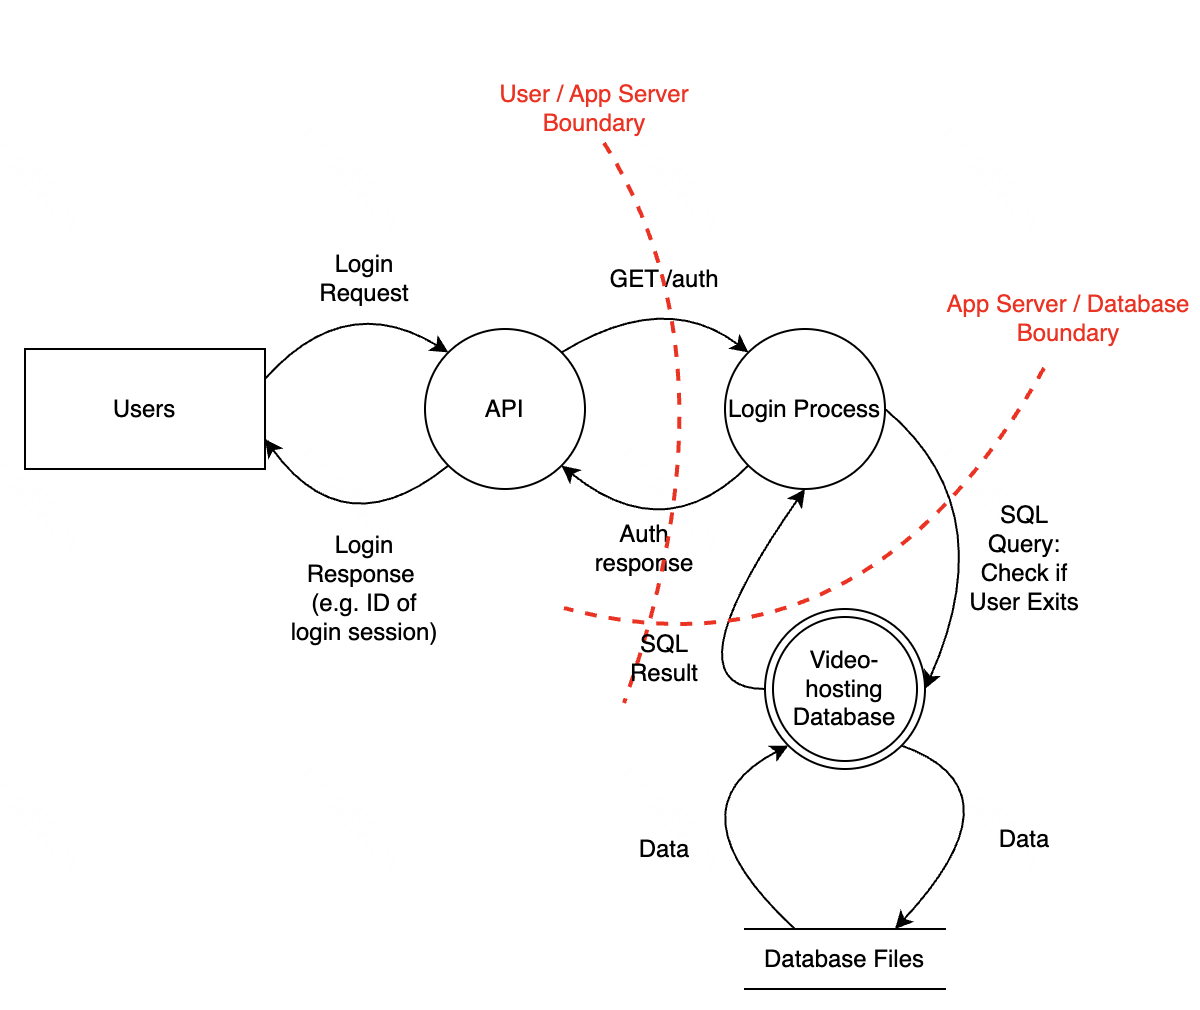 User / App Server
Boundary
Login
Request
GET /auth
App Server / Database
Boundary
Users
API
Login Process
Auth
response
SQL
Query:
Check if
User Exits
Login
Response
(e.g. ID of
login session)
SQL
Result
Video-
hosting
Database
Data
Data
Database Files